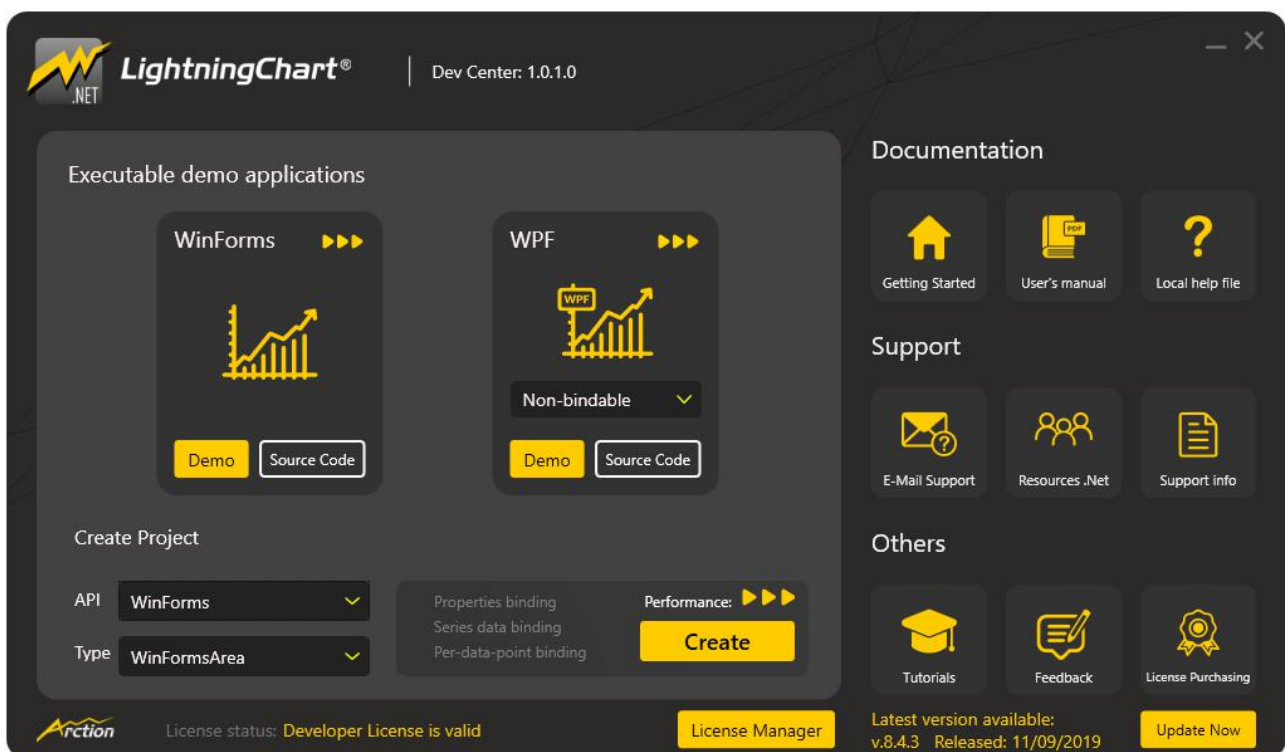 LightningChart®
.NET
Dev Center: 1.0.1.0
Executable demo applications
WinForms
WPF
WPF
Non-bindable
Demo
Source Code
Demo
Source Code
Create Project
API
WinForms
Type
WinFormsArea
Properties binding
Series data binding
Per-data-point binding
Performance:
Create
Documentation
Getting Started
PDF
User's manual
?
Local help file
Support
?
E-Mail Support
Resources .Net
Support info
Others
Tutorials
Feedback
License Purchasing
Arction
License status: Developer License is valid
License Manager
Latest version available:
v.8.4.3 Released: 11/09/2019
Update Now